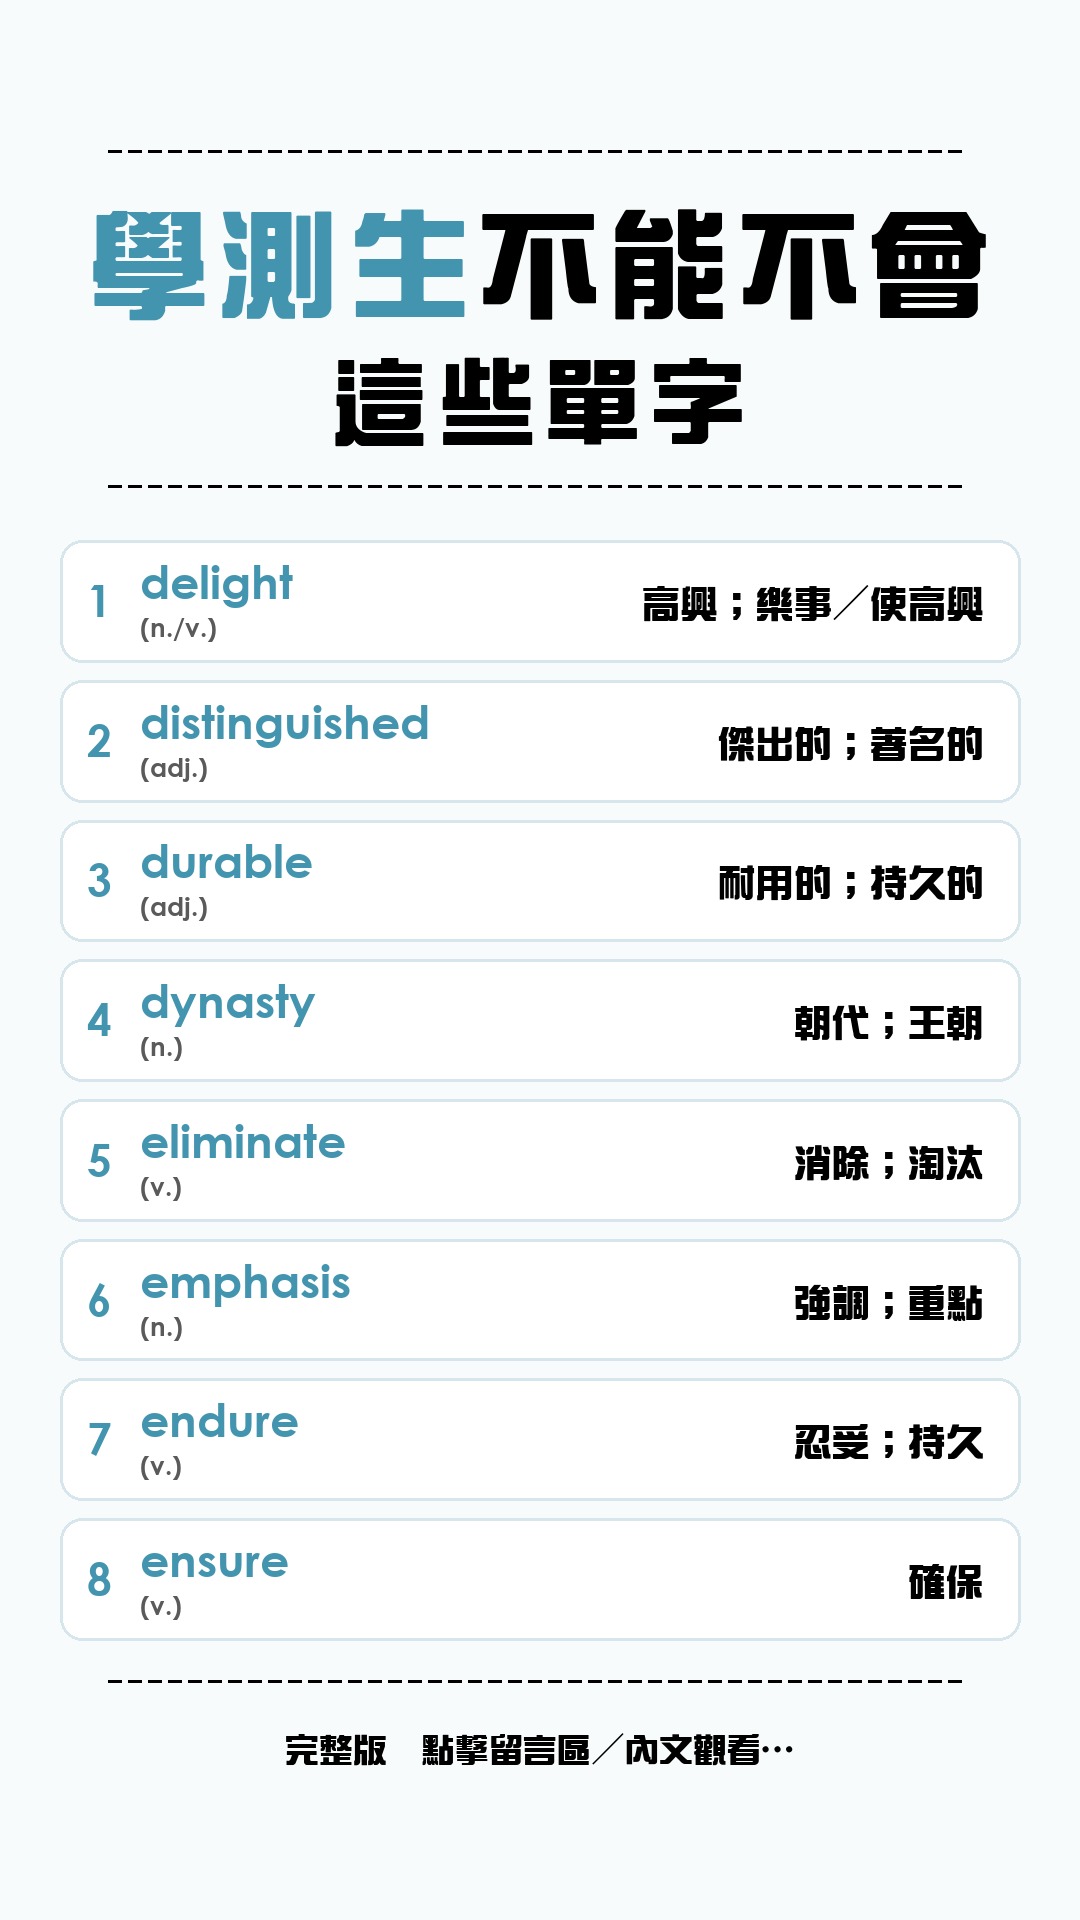 學測生不能不會
這些單字
1 delight 高興；樂事／使高興
(n./v.)
2 distinguished 傑出的；著名的
(adj.)
3 durable 耐用的；持久的
(adj.)
4 dynasty 朝代；王朝
(n.)
5 eliminate 消除；淘汰
(v.)
6 emphasis 強調；重點
(n.)
7 endure 忍受；持久
(v.)
8 ensure 確保
(v.)
完整版　點擊留言區／內文觀看…